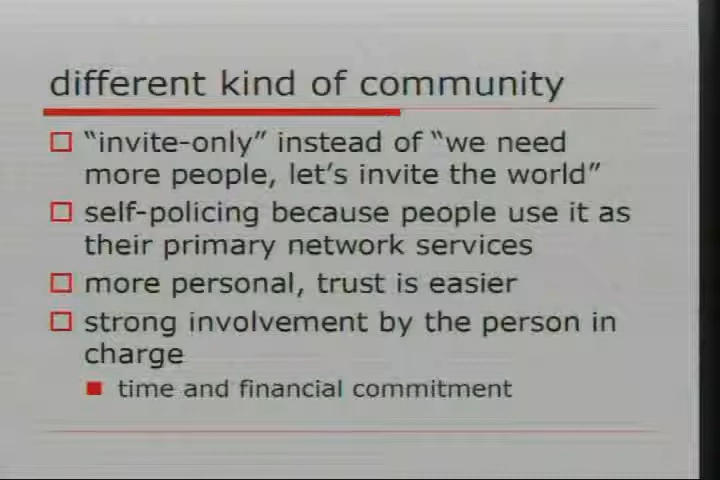 different kind of community
“invite-only” instead of “we need
more people, let’s invite the world”
self-policing because people use it as
their primary network services
more personal, trust is easier
strong involvement by the person in
charge
time and financial commitment